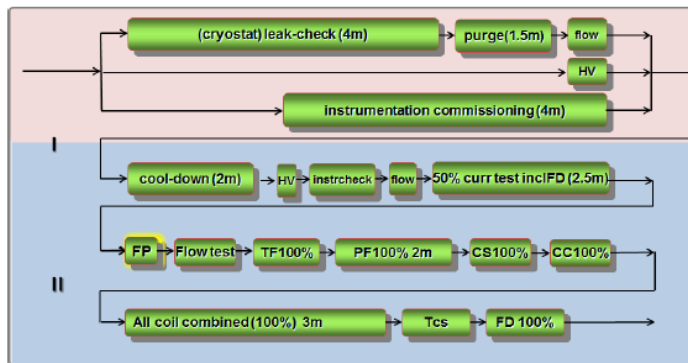 (cryostat) leak-check (4m) purge(1.5m) flow
HV
instrumentation commissioning (4m)
I
cool-down (2m) HV instrcheck flow 50% curr test inclFD (2.5m)
FP Flow test TF100% PF100% 2m CS100% CC100%
II
All coil combined (100%) 3m Tcs FD 100%